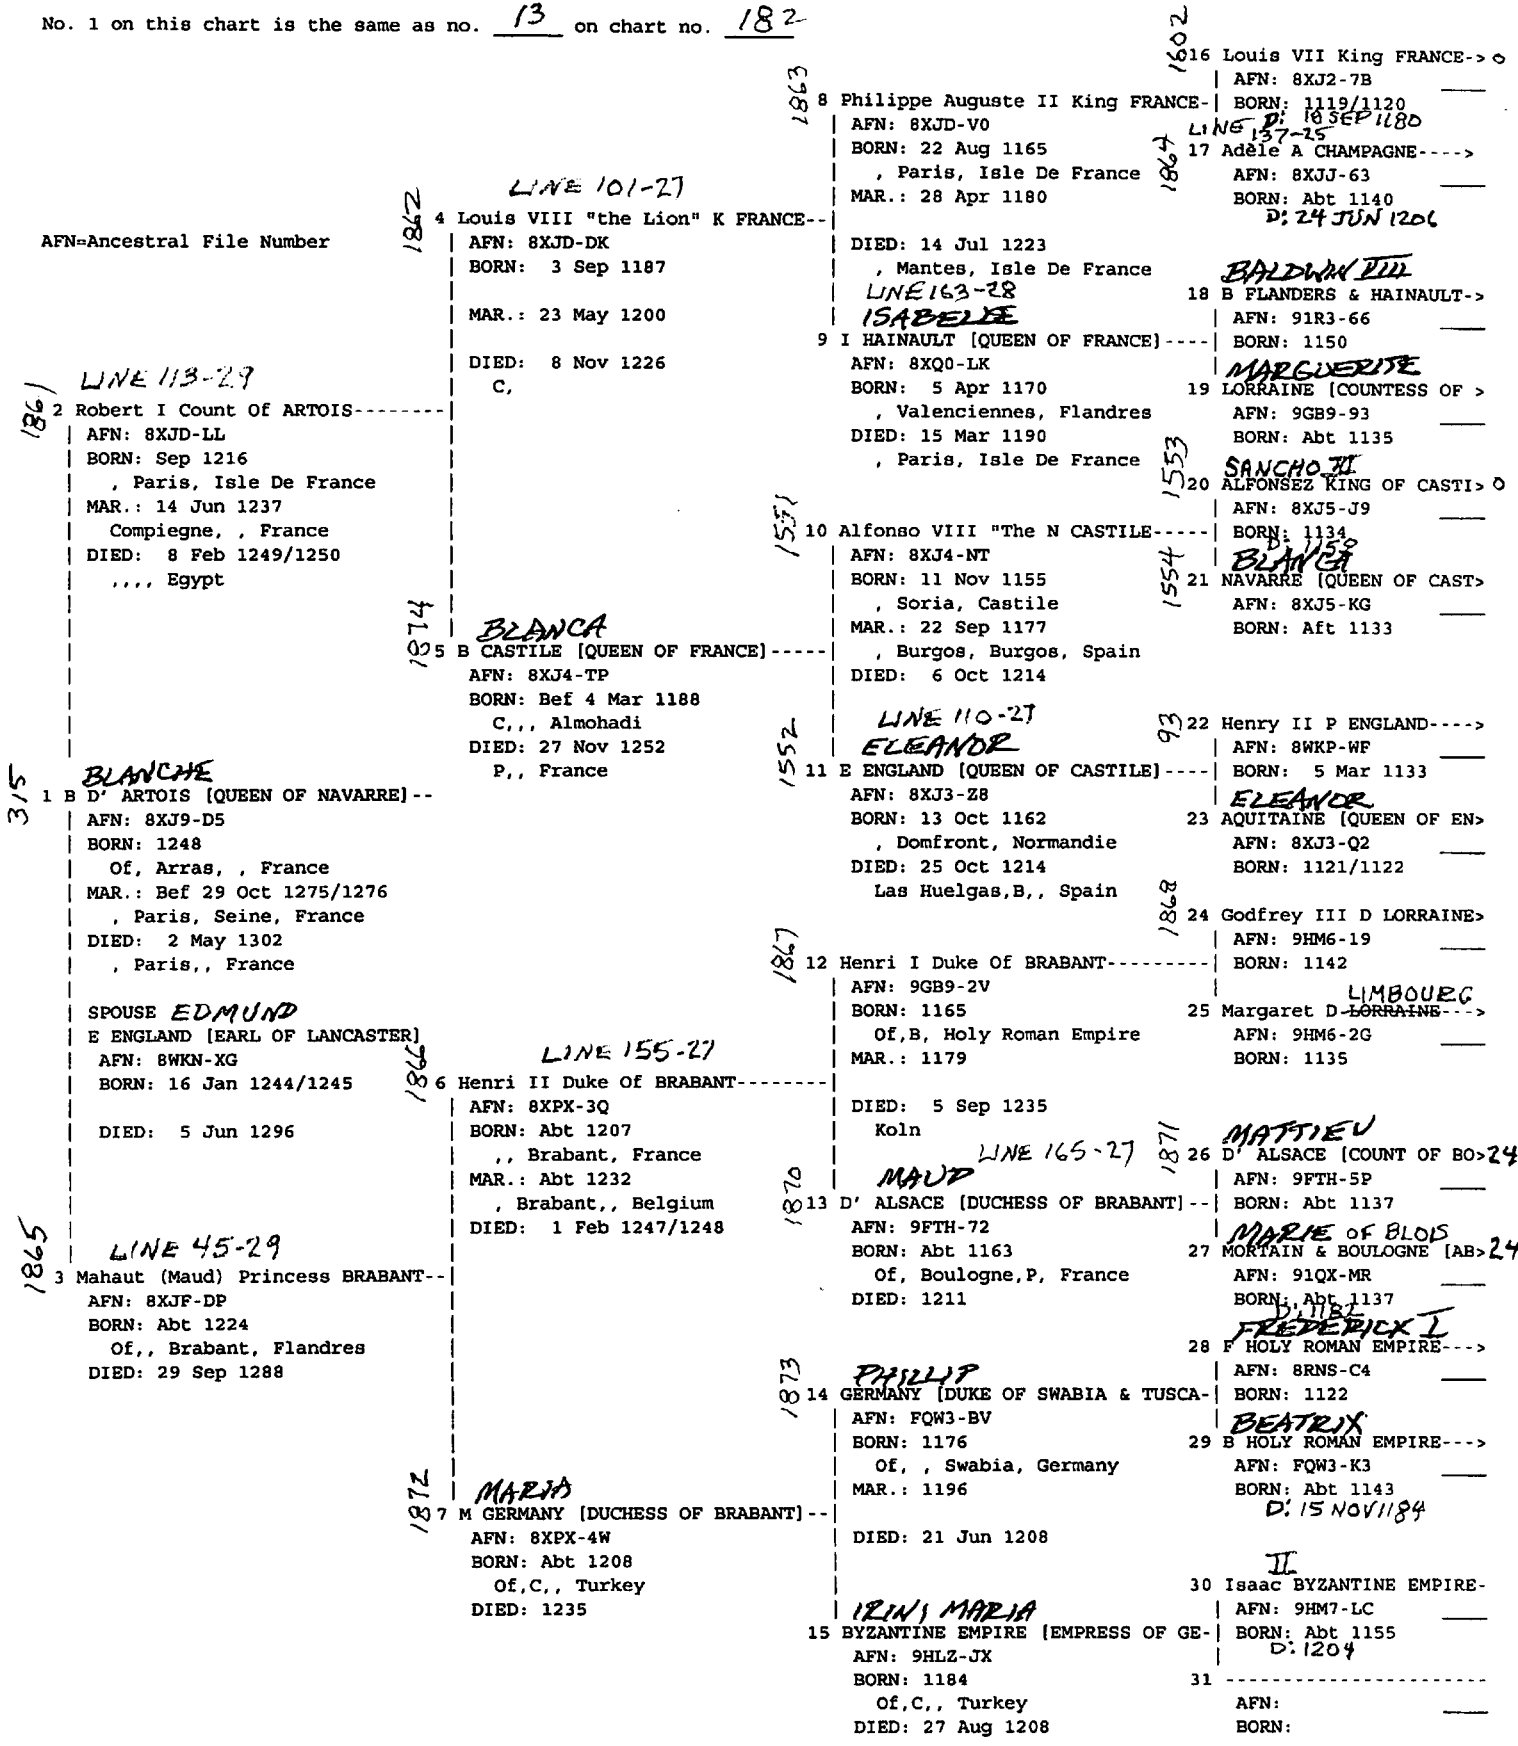 No. 1 on this chart is the same as no. 13 on chart no. 182
AFN=Ancestral File Number
315
BLANCHE
1 B D' ARTOIS [QUEEN OF NAVARRE]--
AFN: 8XJ9-D5
BORN: 1248
Of, Arras, , France
MAR.: Bef 29 Oct 1275/1276
, Paris, Seine, France
DIED: 2 May 1302
, Paris,, France
SPOUSE EDMUND
E ENGLAND [EARL OF LANCASTER]
AFN: 8WKN-XG
BORN: 16 Jan 1244/1245
DIED: 5 Jun 1296
1861
LINE 113-29
2 Robert I Count Of ARTOIS--------
AFN: 8XJD-LL
BORN: Sep 1216
, Paris, Isle De France
MAR.: 14 Jun 1237
Compiegne, , France
DIED: 8 Feb 1249/1250
,,,, Egypt
1865
LINE 45-29
3 Mahaut (Maud) Princess BRABANT--
AFN: 8XJF-DP
BORN: Abt 1224
Of,, Brabant, Flandres
DIED: 29 Sep 1288
1862
LINE 101-27
4 Louis VIII "the Lion" K FRANCE--
AFN: 8XJD-DK
BORN: 3 Sep 1187
MAR.: 23 May 1200
DIED: 8 Nov 1226
C,
1874
BLANCA
5 B CASTILE [QUEEN OF FRANCE]-----
AFN: 8XJ4-TP
BORN: Bef 4 Mar 1188
C,,, Almohadi
DIED: 27 Nov 1252
P,, France
1866
LINE 155-27
6 Henri II Duke Of BRABANT--------
AFN: 8XPX-3Q
BORN: Abt 1207
,, Brabant, France
MAR.: Abt 1232
, Brabant,, Belgium
DIED: 1 Feb 1247/1248
1872
MARIA
7 M GERMANY [DUCHESS OF BRABANT]--
AFN: 8XPX-4W
BORN: Abt 1208
Of,C,, Turkey
DIED: 1235
1863
8 Philippe Auguste II King FRANCE-
AFN: 8XJD-V0
BORN: 22 Aug 1165
, Paris, Isle De France
MAR.: 28 Apr 1180
DIED: 14 Jul 1223
, Mantes, Isle De France
LINE 163-28
ISABELLE
9 I HAINAULT [QUEEN OF FRANCE]----
AFN: 8XQ0-LK
BORN: 5 Apr 1170
, Valenciennes, Flandres
DIED: 15 Mar 1190
, Paris, Isle De France
1551
10 Alfonso VIII "The N CASTILE-----
AFN: 8XJ4-NT
BORN: 11 Nov 1155
, Soria, Castile
MAR.: 22 Sep 1177
, Burgos, Burgos, Spain
DIED: 6 Oct 1214
1552
LINE 110-27
ELEANOR
11 E ENGLAND [QUEEN OF CASTILE]----
AFN: 8XJ3-Z8
BORN: 13 Oct 1162
, Domfront, Normandie
DIED: 25 Oct 1214
Las Huelgas,B,, Spain
1867
12 Henri I Duke Of BRABANT---------
AFN: 9GB9-2V
BORN: 1165
Of,B, Holy Roman Empire
MAR.: 1179
DIED: 5 Sep 1235
Koln
1870
LINE 165-27
MAUD
13 D' ALSACE [DUCHESS OF BRABANT]--
AFN: 9FTH-72
BORN: Abt 1163
Of, Boulogne,P, France
DIED: 1211
1873
PHILLIP
14 GERMANY [DUKE OF SWABIA & TUSCA-
AFN: FQW3-BV
BORN: 1176
Of, , Swabia, Germany
MAR.: 1196
DIED: 21 Jun 1208
IRINI MARIA
15 BYZANTINE EMPIRE [EMPRESS OF GE-
AFN: 9HLZ-JX
BORN: 1184
Of,C,, Turkey
DIED: 27 Aug 1208
1602
16 Louis VII King FRANCE-> o
AFN: 8XJ2-7B
BORN: 1119/1120
D: 18 SEP 1180
LINE 137-25
1864
17 Adèle A CHAMPAGNE---->
AFN: 8XJJ-63
BORN: Abt 1140
D: 24 JUN 1206
BALDWIN VIII
18 B FLANDERS & HAINAULT->
AFN: 91R3-66
BORN: 1150
MARGUERITE
19 LORRAINE [COUNTESS OF >
AFN: 9GB9-93
BORN: Abt 1135
1553
SANCHO III
20 ALFONSEZ KING OF CASTI> o
AFN: 8XJ5-J9
BORN: 1134
D: 1158
1554
BLANCA
21 NAVARRE [QUEEN OF CAST>
AFN: 8XJ5-KG
BORN: Aft 1133
93
22 Henry II P ENGLAND---->
AFN: 8WKP-WF
BORN: 5 Mar 1133
ELEANOR
23 AQUITAINE [QUEEN OF EN>
AFN: 8XJ3-Q2
BORN: 1121/1122
1868
24 Godfrey III D LORRAINE>
AFN: 9HM6-19
BORN: 1142
LIMBOURG
25 Margaret D LORRAINE--->
AFN: 9HM6-2G
BORN: 1135
1871
MATTIEU
26 D' ALSACE [COUNT OF BO>24
AFN: 9FTH-5P
BORN: Abt 1137
MARIE OF BLOIS
27 MORTAIN & BOULOGNE [AB>24
AFN: 91QX-MR
BORN: Abt 1137
D: 1182
FREDERICK I
28 F HOLY ROMAN EMPIRE--->
AFN: 8RNS-C4
BORN: 1122
BEATRIX
29 B HOLY ROMAN EMPIRE--->
AFN: FQW3-K3
BORN: Abt 1143
D: 15 NOV 1184
II
30 Isaac BYZANTINE EMPIRE-
AFN: 9HM7-LC
BORN: Abt 1155
D: 1204
31 -----------------------
AFN:
BORN: